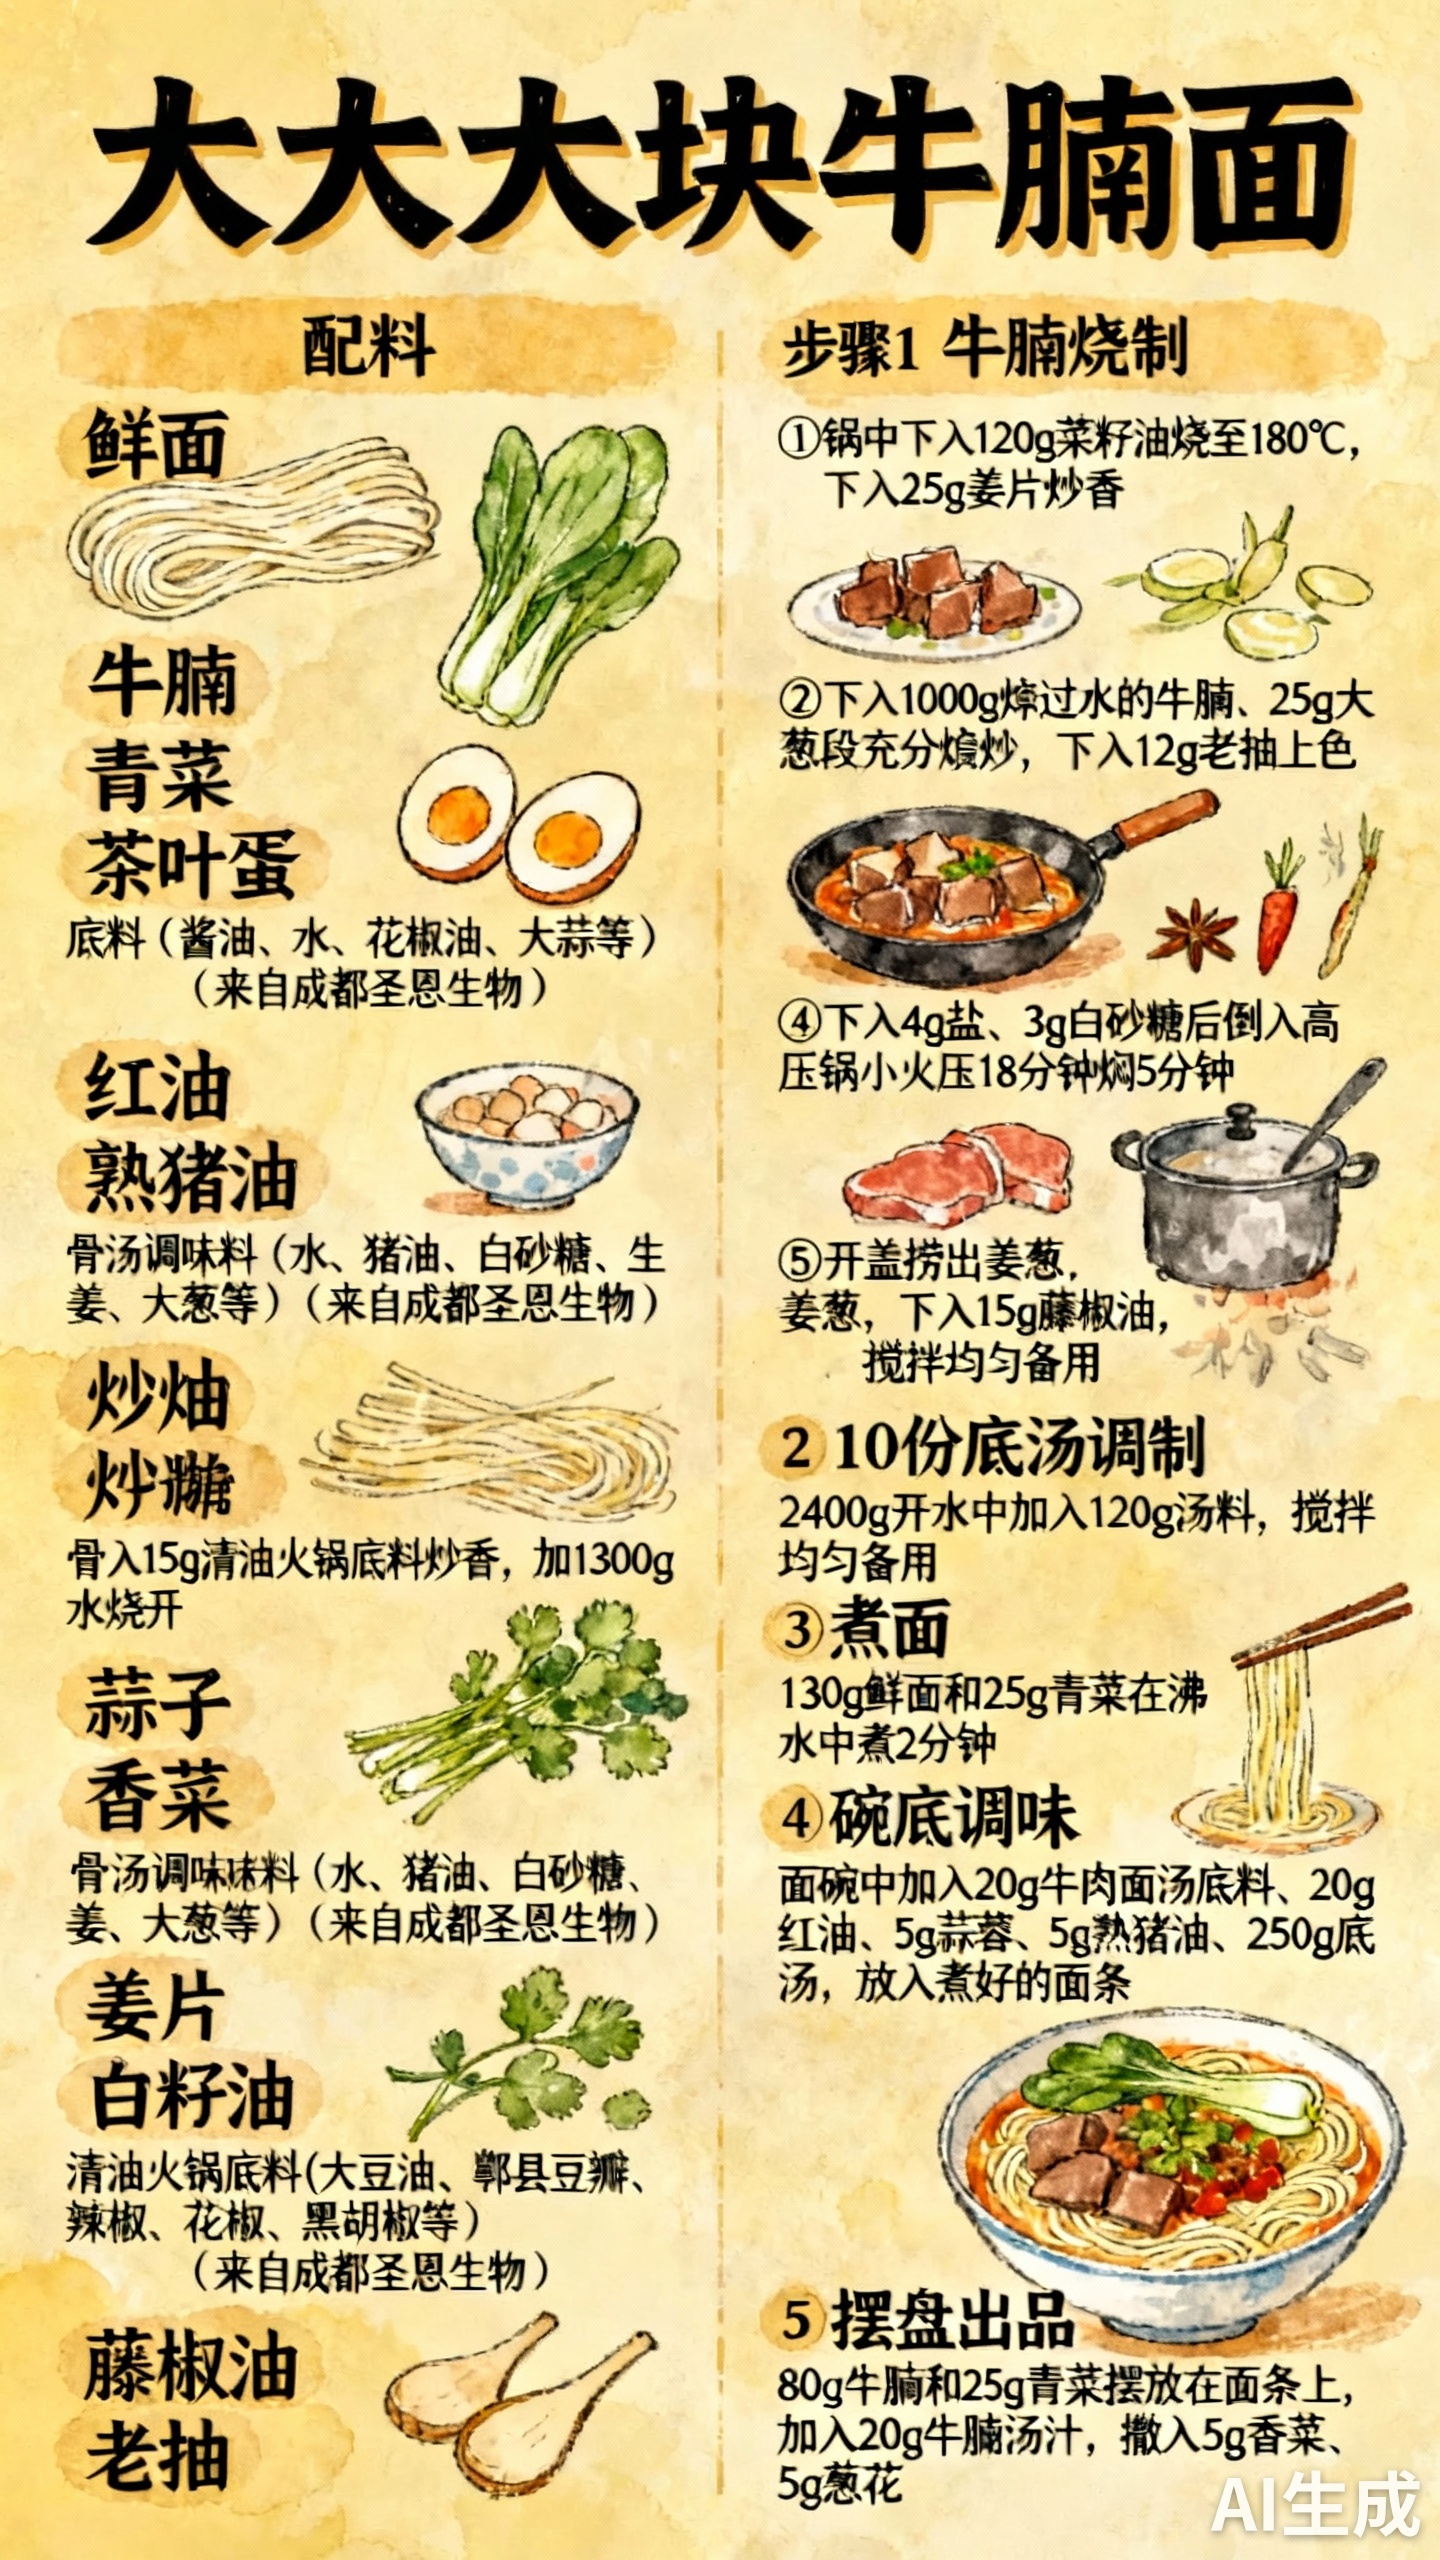 大大大块牛腩面
配料
鲜面
牛腩
青菜
茶叶蛋
底料（酱油、水、花椒油、大蒜等）
（来自成都圣恩生物）
红油
熟猪油
骨汤调味料（水、猪油、白砂糖、生
姜、大葱等）（来自成都圣恩生物）
炒
炒
骨入15g清油火锅底料炒香，加1300g
水烧开
蒜子
香菜
骨汤调味味料（水、猪油、白砂糖、
姜、大葱等）（来自成都圣恩生物）
姜片
白籽油
清油火锅底料(大豆油、郫县豆瓣、
辣椒、花椒、黑胡椒等）
（来自成都圣恩生物）
藤椒油
老抽
步骤1 牛腩烧制
①锅中下入120g菜籽油烧至180℃，
下入25g姜片炒香
②下入1000g焯过水的牛腩、25g大
葱段充分炒，下入12g老抽上色
④下入4g盐、3g白砂糖后倒入高
压锅小火压18分钟焖5分钟
⑤开盖捞出姜葱，
姜葱，下入15g藤椒油，
搅拌均匀备用
2 10份底汤调制
2400g开水中加入120g汤料，搅拌
均匀备用
3 煮面
130g鲜面和25g青菜在沸
水中煮2分钟
4 碗底调味
面碗中加入20g牛肉面汤底料、20g
红油、5g蒜蓉、5g熟猪油、250g底
汤，放入煮好的面条
5 摆盘出品
80g牛腩和25g青菜摆放在面条上，
加入20g牛腩汤汁，撒入5g香菜、
5g葱花
AI生成